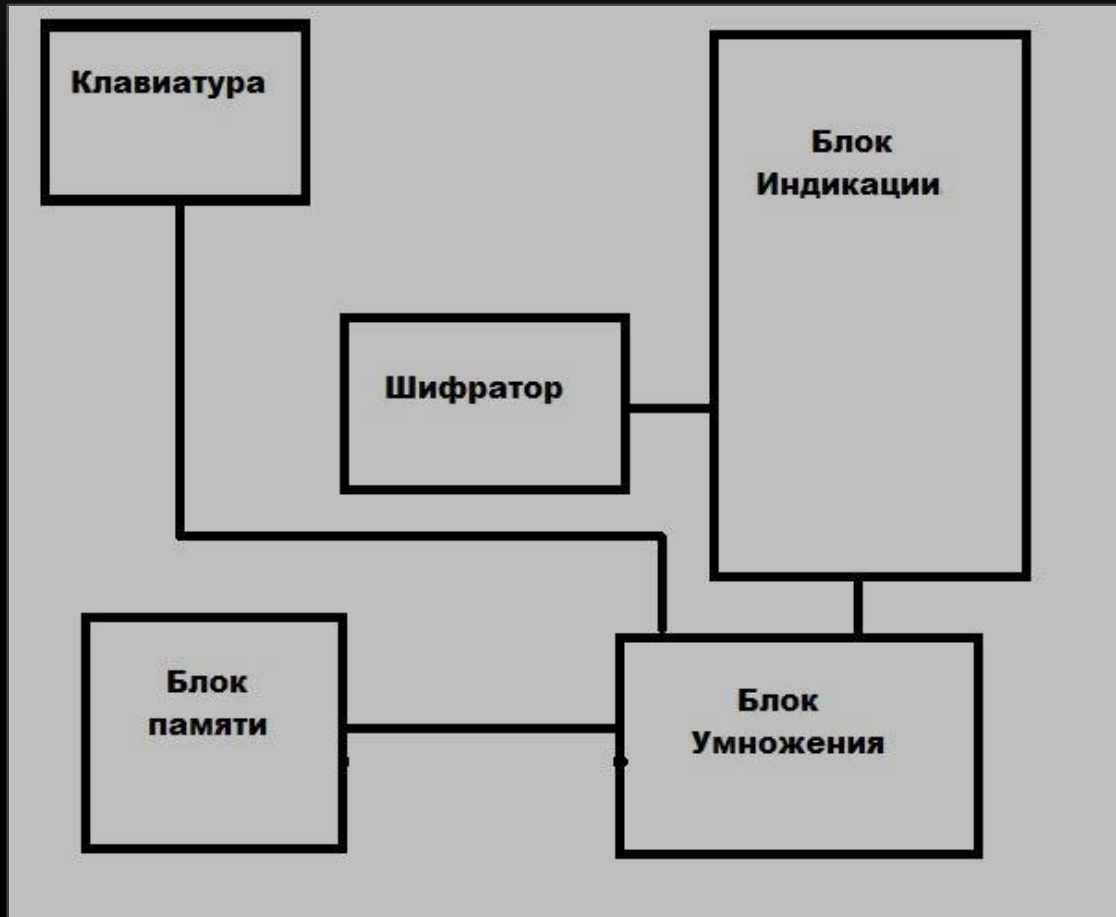 Клавиатура
Блок
Индикации
Шифратор
Блок
памяти
Блок
Умножения